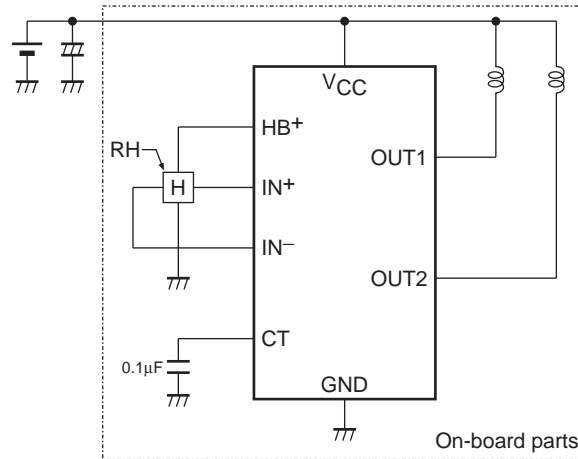 VCC
HB+
RH
OUT1
H
IN+
IN−
OUT2
CT
0.1µF
GND
On-board parts